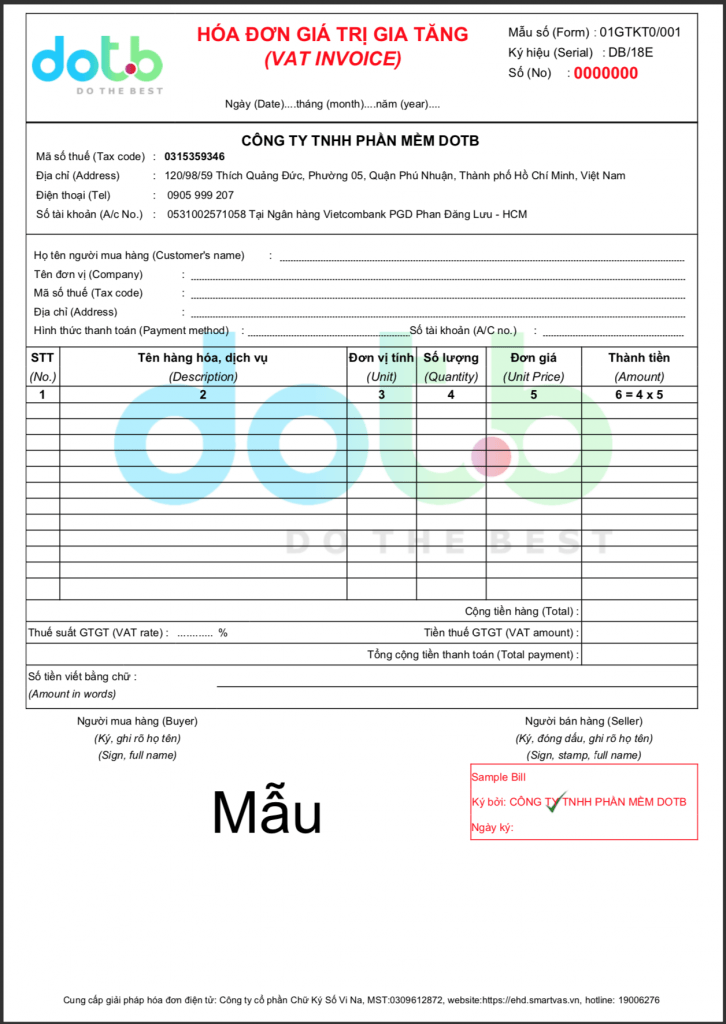 dotb
DO THE BEST
HÓA ĐƠN GIÁ TRỊ GIA TĂNG
(VAT INVOICE)
Ngày (Date)....tháng (month)....năm (year)....
Mẫu số (Form) : 01GTKT0/001
Ký hiệu (Serial) : DB/18E
Số (No) : 0000000
CÔNG TY TNHH PHẦN MỀM DOTB
Mã số thuế (Tax code) : 0315359346
Địa chỉ (Address) : 120/98/59 Thích Quảng Đức, Phường 05, Quận Phú Nhuận, Thành phố Hồ Chí Minh, Việt Nam
Điện thoại (Tel) : 0905 999 207
Số tài khoản (A/c No.) : 0531002571058 Tại Ngân hàng Vietcombank PGD Phan Đăng Lưu - HCM
Họ tên người mua hàng (Customer's name) :
Tên đơn vị (Company) :
Mã số thuế (Tax code) :
Địa chỉ (Address) :
Hình thức thanh toán (Payment method) : Số tài khoản (A/C no.) :
STT Tên hàng hóa, dịch vụ Đơn vị tính Số lượng Đơn giá Thành tiền
(No.) (Description) (Unit) (Quantity) (Unit Price) (Amount)
1 2 3 4 5 6 = 4 x 5
dotb
DO THE BEST
Cộng tiền hàng (Total) :
Thuế suất GTGT (VAT rate) : ............ % Tiền thuế GTGT (VAT amount) :
Tổng cộng tiền thanh toán (Total payment) :
Số tiền viết bằng chữ :
(Amount in words)
Người mua hàng (Buyer) Người bán hàng (Seller)
(Ký, ghi rõ họ tên) (Ký, đóng dấu, ghi rõ họ tên)
(Sign, full name) (Sign, stamp, full name)
Mẫu
Sample Bill
Ký bởi: CÔNG TY TNHH PHẦN MỀM DOTB
Ngày ký:
Cung cấp giải pháp hóa đơn điện tử: Công ty cổ phần Chữ Ký Số Vi Na, MST:0309612872, website:https://ehd.smartvas.vn, hotline: 19006276